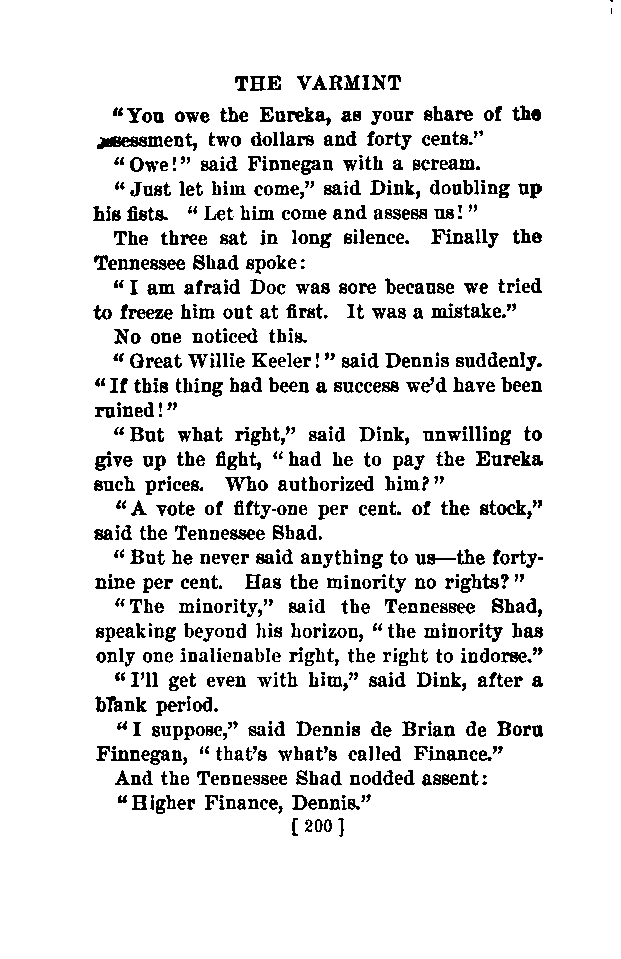 THE VARMINT
“You owe the Eureka, as your share of the
assessment, two dollars and forty cents.”
“Owe!” said Finnegan with a scream.
“Just let him come,” said Dink, doubling up
his fists. “Let him come and assess us!”
The three sat in long silence. Finally the
Tennessee Shad spoke:
“I am afraid Doc was sore because we tried
to freeze him out at first. It was a mistake.”
No one noticed this.
“Great Willie Keeler!” said Dennis suddenly.
“If this thing had been a success we’d have been
ruined!”
“But what right,” said Dink, unwilling to
give up the fight, “had he to pay the Eureka
such prices. Who authorized him?”
“A vote of fifty-one per cent. of the stock,”
said the Tennessee Shad.
“But he never said anything to us—the forty-
nine per cent. Has the minority no rights?”
“The minority,” said the Tennessee Shad,
speaking beyond his horizon, “the minority has
only one inalienable right, the right to indorse.”
“I’ll get even with him,” said Dink, after a
blank period.
“I suppose,” said Dennis de Brian de Boru
Finnegan, “that’s what’s called Finance.”
And the Tennessee Shad nodded assent:
“Higher Finance, Dennis.”
[ 200 ]